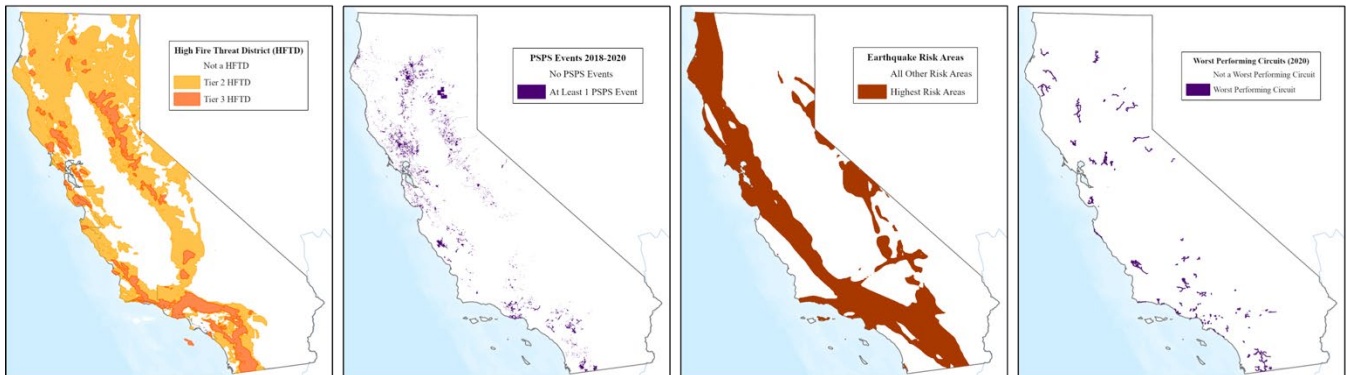 High Fire Threat District (HFTD)
Not a HFTD
Tier 2 HFTD
Tier 3 HFTD
PSPS Events 2018-2020
No PSPS Events
At Least 1 PSPS Event
Earthquake Risk Areas
All Other Risk Areas
Highest Risk Areas
Worst Performing Circuits (2020)
Not a Worst Performing Circuit
Worst Performing Circuit